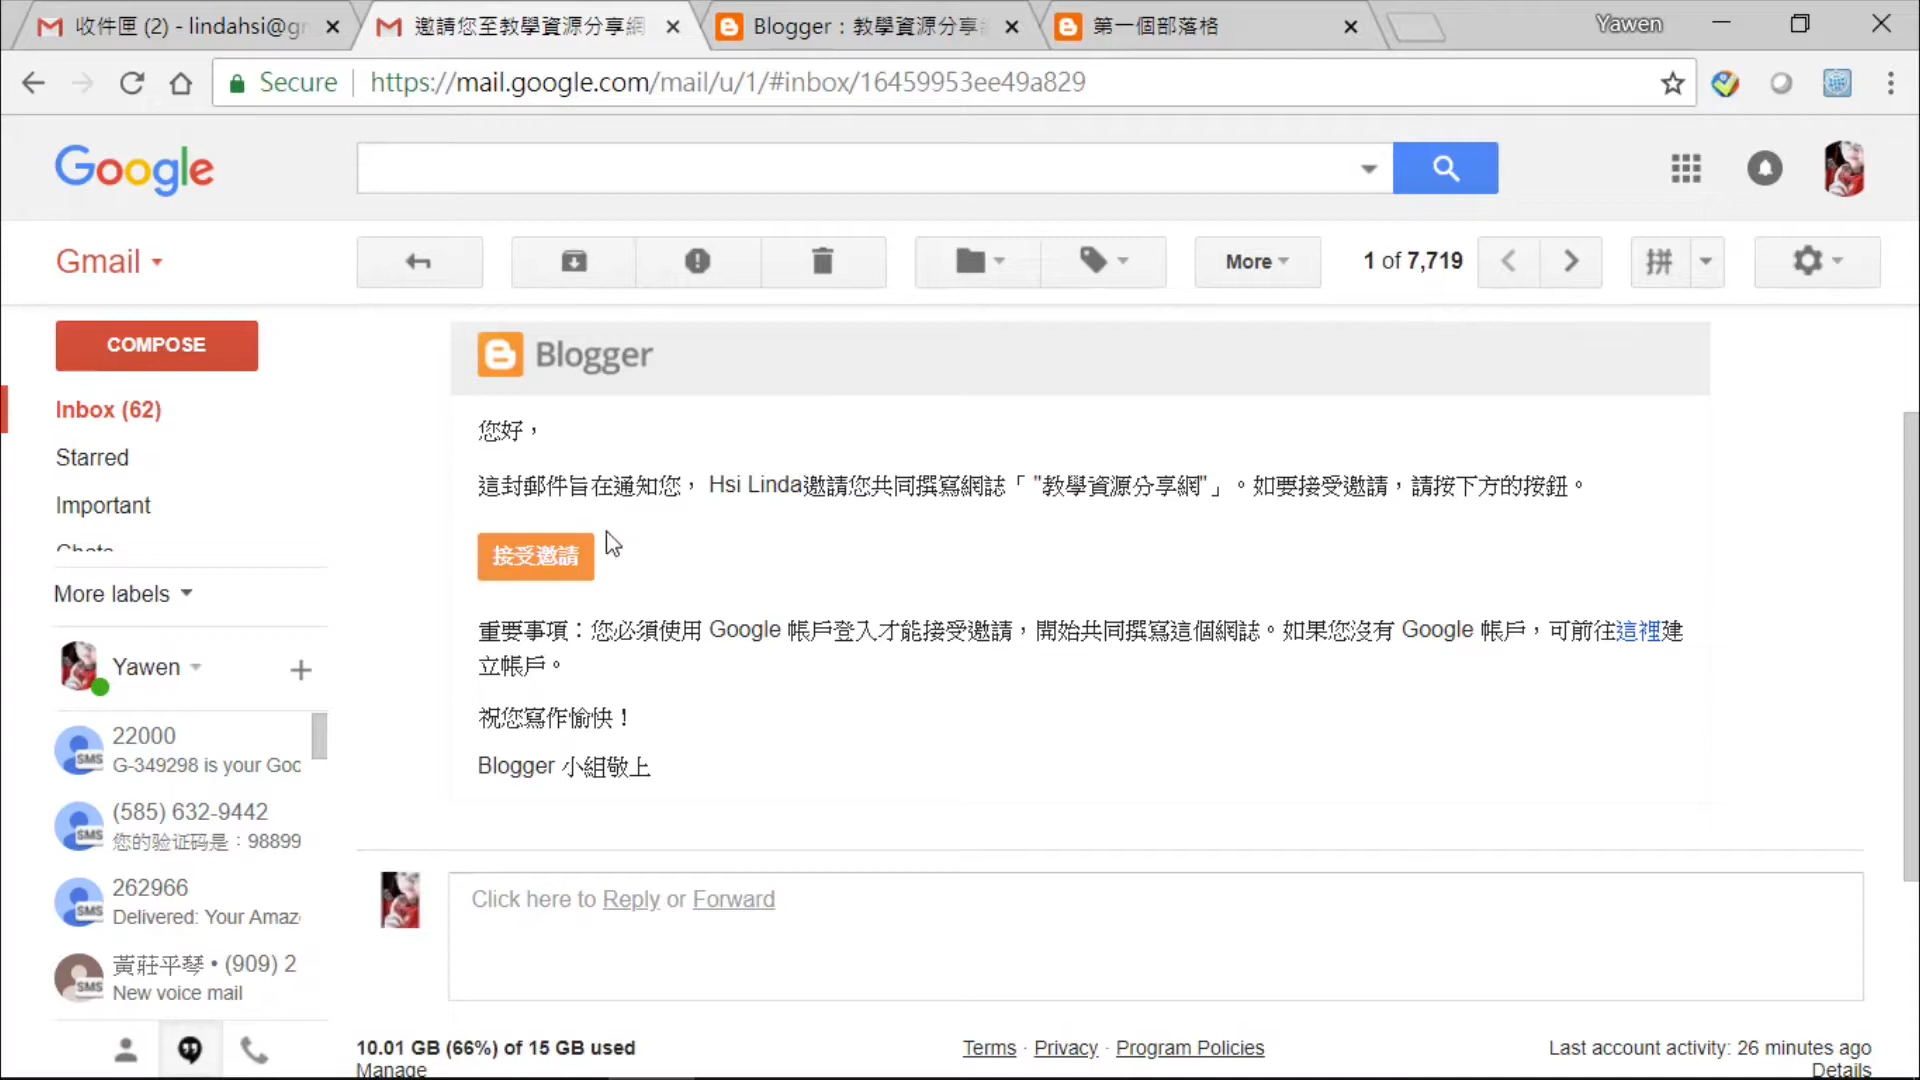 收件匣 (2) - lindahsi@gr
邀請您至教學資源分享網
Blogger：教學資源分享
第一個部落格
Yawen
Secure
https://mail.google.com/mail/u/1/#inbox/16459953ee49a829
Google
Gmail
More
1 of 7,719
拼
COMPOSE
Inbox (62)
Starred
Important
Chats
More labels
Yawen
22000
G-349298 is your Goo
(585) 632-9442
您的验证码是：98899
262966
Delivered: Your Amaz
黃莊平琴 • (909) 2
New voice mail
Blogger
您好，
這封郵件旨在通知您， Hsi Linda邀請您共同撰寫網誌「 "教學資源分享網"」。如要接受邀請，請按下方的按鈕。
接受邀請
重要事項：您必須使用 Google 帳戶登入才能接受邀請，開始共同撰寫這個網誌。如果您沒有 Google 帳戶，可前往這裡建
立帳戶。
祝您寫作愉快！
Blogger 小組敬上
Click here to Reply or Forward
10.01 GB (66%) of 15 GB used
Manage
Terms · Privacy · Program Policies
Last account activity: 26 minutes ago
Details